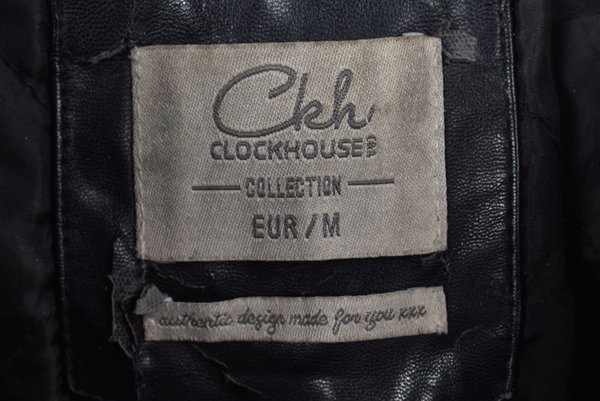 Ckh
CLOCKHOUSE
COLLECTION
EUR / M
authentic design made for you xxx